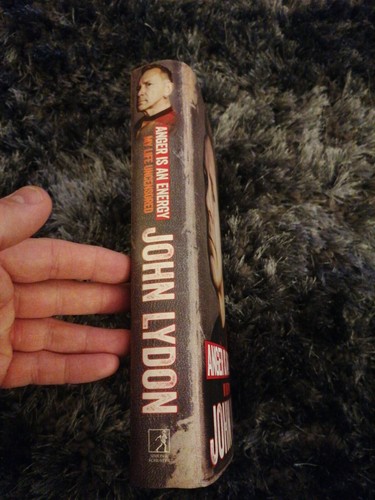 ANGER IS AN ENERGY
MY LIFE UNCENSORED
JOHN LYDON